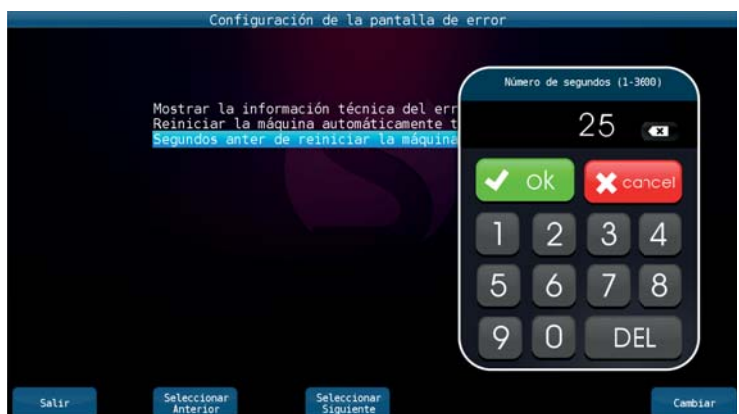 Configuración de la pantalla de error
Mostrar la información técnica del err
Reiniciar la máquina automáticamente t
Segundos anter de reiniciar la máquina
Número de segundos (1-3600)
25
ok cancel
1 2 3 4
5 6 7 8
9 0 DEL
Salir
Seleccionar
Anterior
Seleccionar
Siguiente
Cambiar